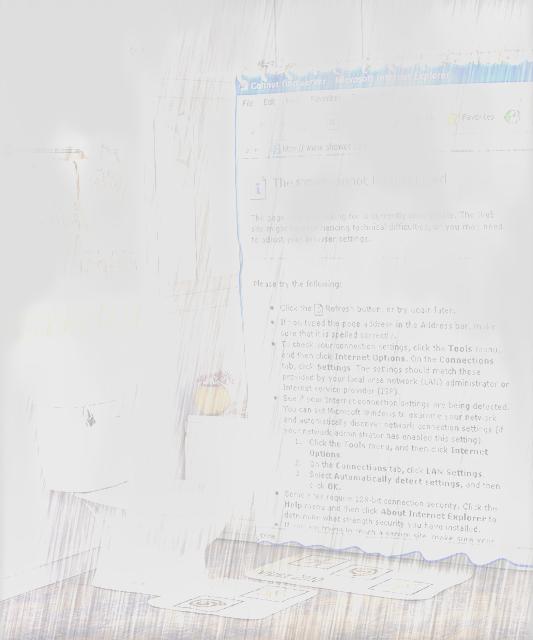 Cannot find server - Microsoft Internet Explorer
File Edit Favorites
Favorites
http:// www.shower
The cannot
The page looking for is currently The Web
site might be experiencing technical difficulties, or you may need
to adjust your browser settings.
Please try the following:
Click the Refresh button, or try again later.
If you typed the page address in the Address bar, make
sure that it is spelled correctly.
To check your connection settings, click the Tools menu,
and then click Internet Options. On the Connections
tab, click Settings. The settings should match those
provided by your local area network (LAN) administrator or
Internet service provider (ISP).
See if your Internet connection settings are being detected.
You can set Microsoft Windows to examine your network
and automatically discover network connection settings (if
your network administrator has enabled this setting).
1. Click the Tools menu, and then click Internet
Options.
2. On the Connections tab, click LAN Settings.
3. Select Automatically detect settings, and then
click OK.
Some sites require 128-bit connection security. Click the
Help menu and then click About Internet Explorer to
determine what strength security you have installed.
If you are trying to reach a secure site, make sure your